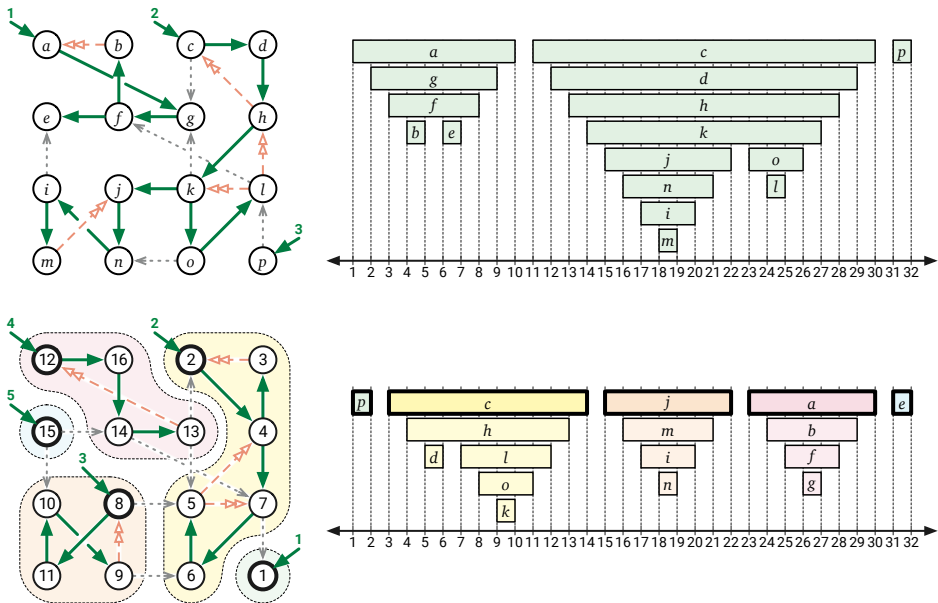 1 2
a b c d
e f g h
i j k l
3
m n o p
a c p
g d
f h
b e k
j o
n l
i
m
1 2 3 4 5 6 7 8 9 10 11 12 13 14 15 16 17 18 19 20 21 22 23 24 25 26 27 28 29 30 31 32
4 2
12 16 2 3
5
15 14 13 4
3
10 8 5 7
1
11 9 6 1
p c j a e
h m b
d l i f
o n g
k
1 2 3 4 5 6 7 8 9 10 11 12 13 14 15 16 17 18 19 20 21 22 23 24 25 26 27 28 29 30 31 32